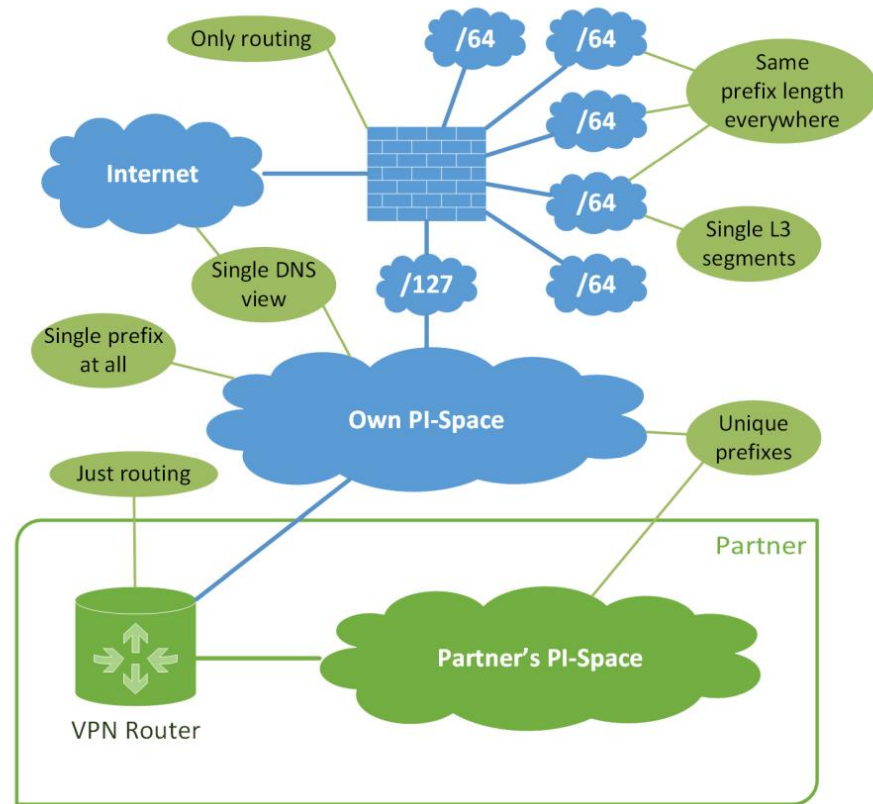 Only routing
/64
/64
Same
prefix length
everywhere
/64
Internet
/64
Single L3
segments
Single DNS
view
/127
/64
Single prefix
at all
Own PI-Space
Unique
prefixes
Just routing
Partner
Partner's PI-Space
VPN Router